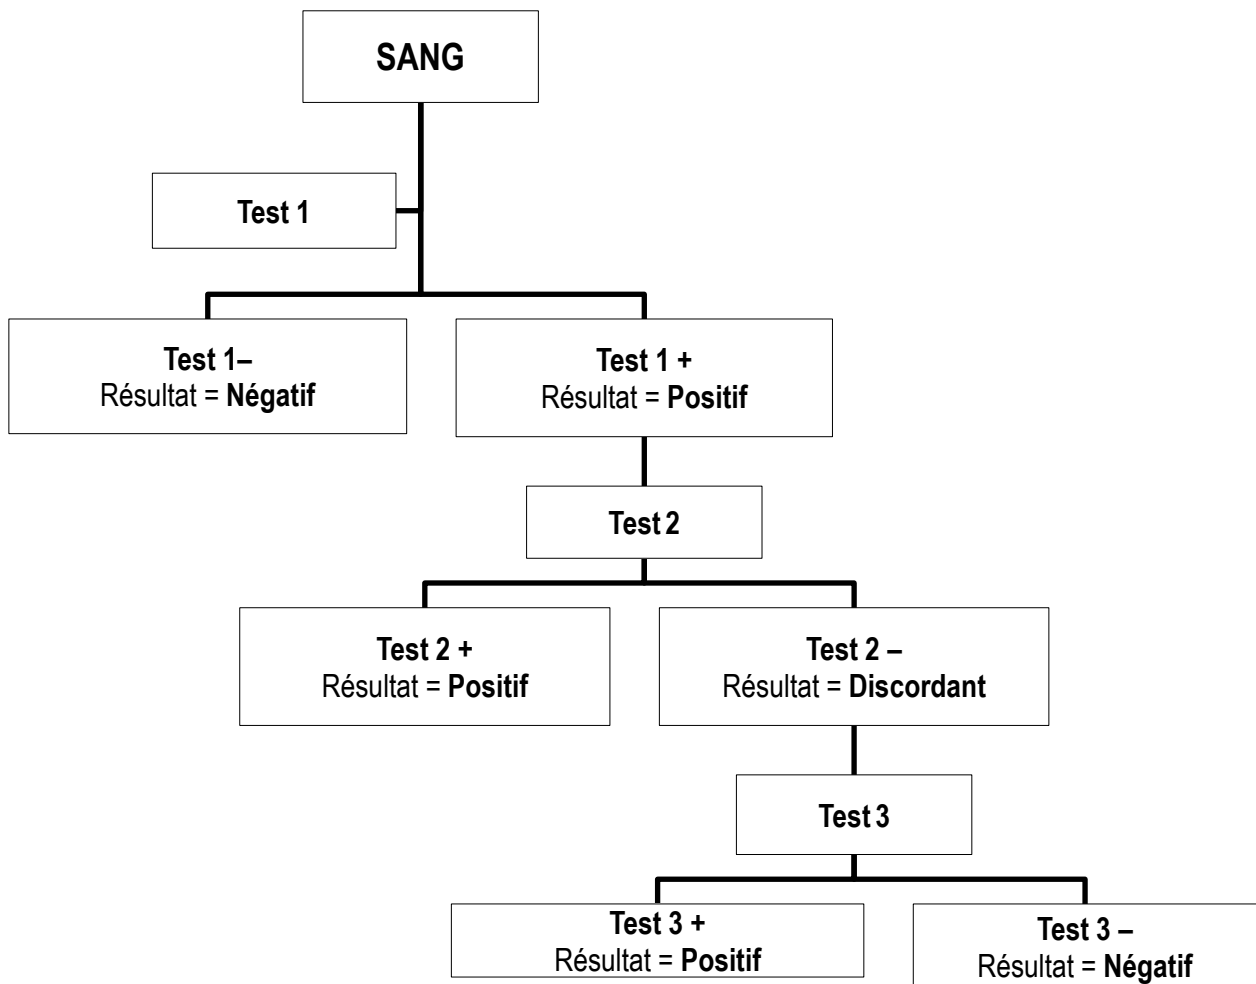 SANG
Test 1
Test 1–
Résultat = Négatif
Test 1 +
Résultat = Positif
Test 2
Test 2 +
Résultat = Positif
Test 2 –
Résultat = Discordant
Test 3
Test 3 +
Résultat = Positif
Test 3 –
Résultat = Négatif